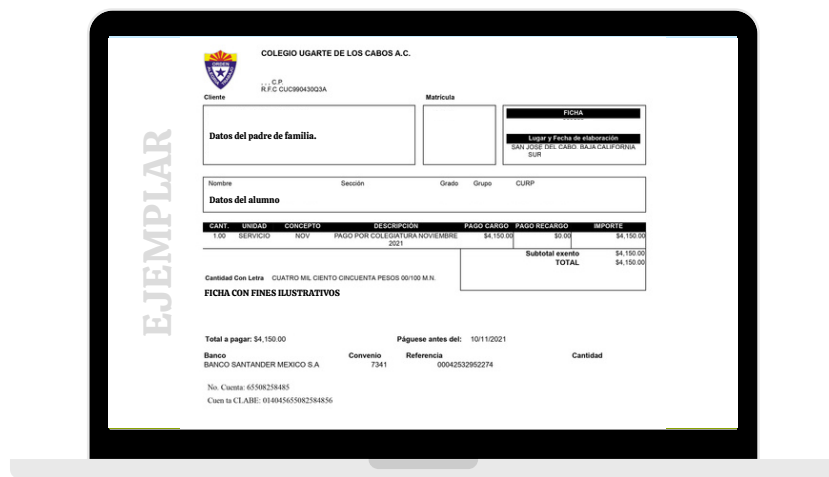 COLEGIO UGARTE DE LOS CABOS A.C.
ORDEN
, , , C.P.
R.F.C CUC990430Q3A
Cliente Matrícula
FICHA
Datos del padre de familia.
Lugar y Fecha de elaboración
SAN JOSE DEL CABO BAJA CALIFORNIA
SUR
EJEMPLAR
Nombre Sección Grado Grupo CURP
Datos del alumno
CANT. UNIDAD CONCEPTO DESCRIPCIÓN PAGO CARGO PAGO RECARGO IMPORTE
1.00 SERVICIO NOV PAGO POR COLEGIATURA NOVIEMBRE $4,150.00 $0.00 $4,150.00
2021
Subtotal exento $4,150.00
TOTAL $4,150.00
Cantidad Con Letra CUATRO MIL CIENTO CINCUENTA PESOS 00/100 M.N.
FICHA CON FINES ILUSTRATIVOS
Total a pagar: $4,150.00 Páguese antes del: 10/11/2021
Banco Convenio Referencia Cantidad
BANCO SANTANDER MEXICO S.A 7341 00042532952274
No. Cuenta: 65508258485
Cuen ta CLABE: 014045655082584856